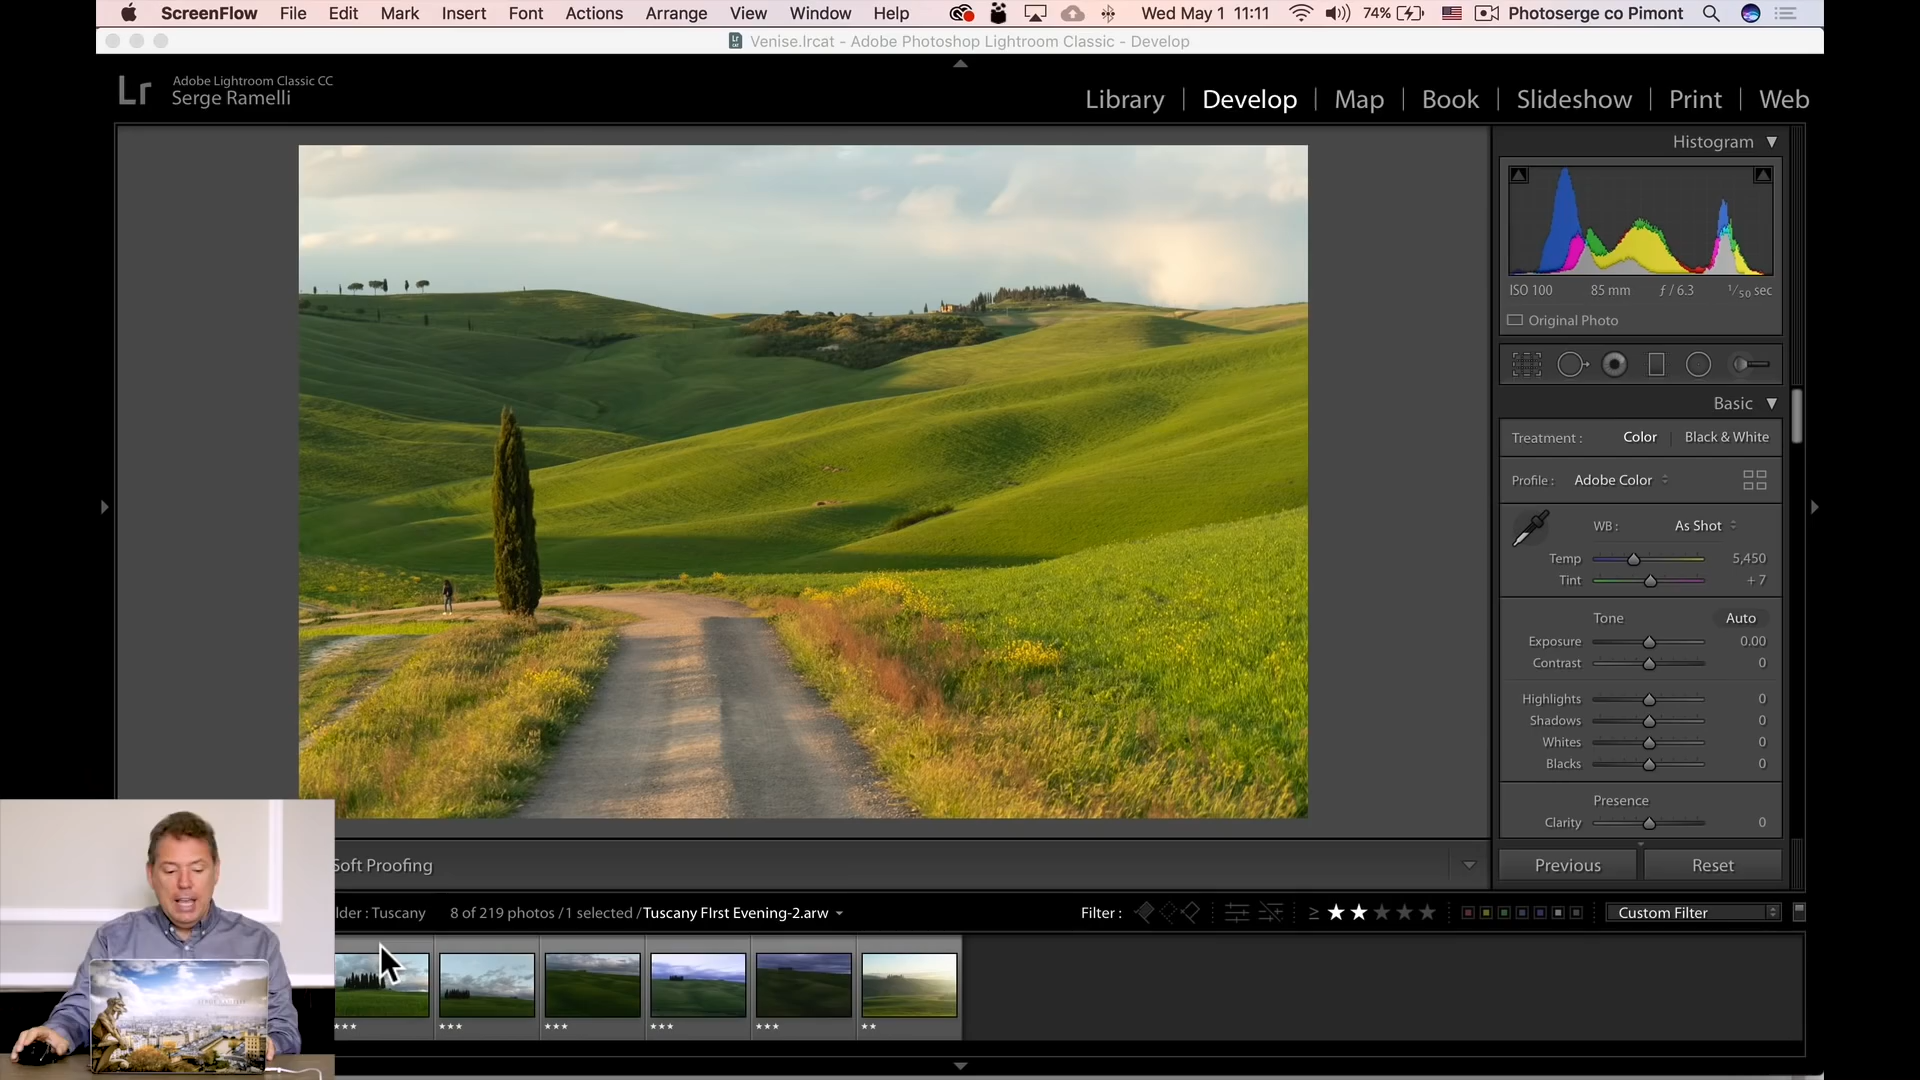 ScreenFlow File Edit Mark Insert Font Actions Arrange View Window Help Wed May 1 11:11 74% Photoserge co Pimont
Lr Venise.lrcat - Adobe Photoshop Lightroom Classic - Develop
Lr Adobe Lightroom Classic CC
Serge Ramelli
Library | Develop | Map | Book | Slideshow | Print | Web
Histogram
ISO 100 85 mm ƒ / 6.3 1/50 sec
Original Photo
Basic
Treatment : Color Black & White
Profile : Adobe Color
WB : As Shot
Temp 5,450
Tint + 7
Tone Auto
Exposure 0.00
Contrast 0
Highlights 0
Shadows 0
Whites 0
Blacks 0
Presence
Clarity 0
Previous Reset
Soft Proofing
lder : Tuscany 8 of 219 photos /1 selected /Tuscany FIrst Evening-2.arw Filter : ≥ ★★★★★ Custom Filter
★★★ ★★★ ★★★ ★★★ ★★★ ★★